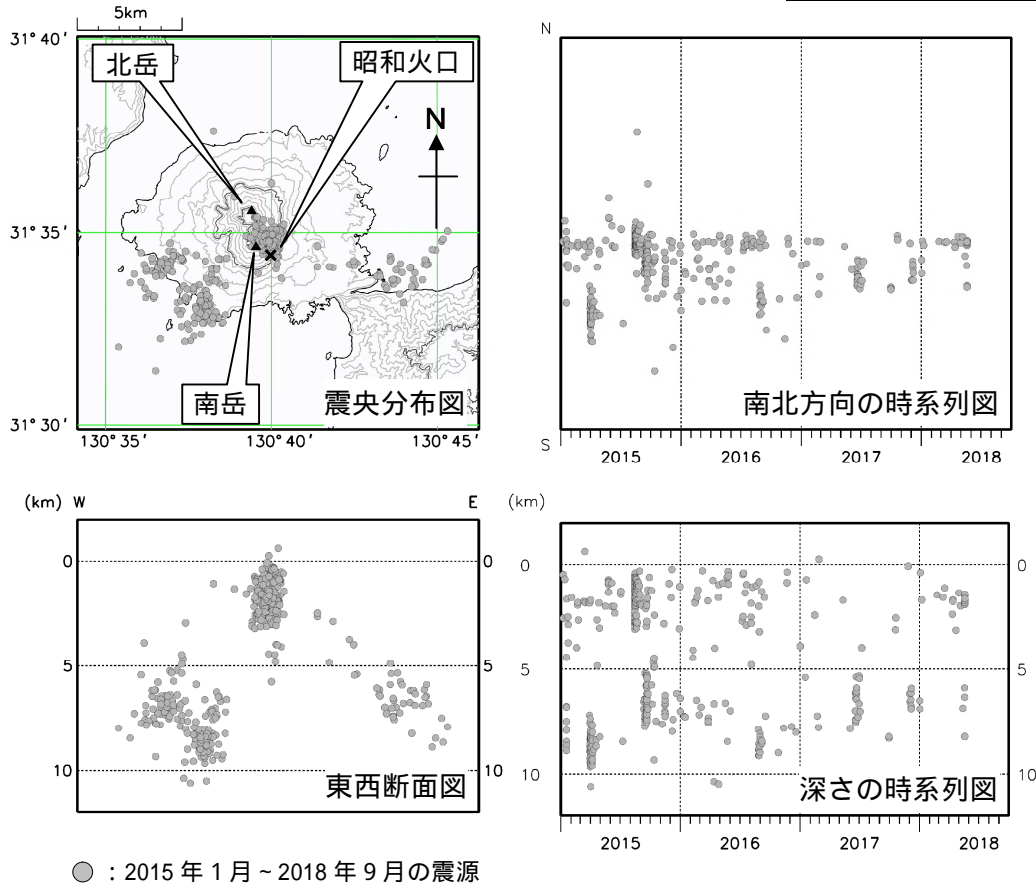 5km
31°40′
北岳
昭和火口
N
31°35′
南岳
震央分布図
31°30′
130°35′
130°40′
130°45′
N
南北方向の時系列図
S
2015
2016
2017
2018
(km) W
E
0
0
5
5
10
10
東西断面図
(km)
0
0
5
5
10
10
深さの時系列図
2015
2016
2017
2018
：2015 年 1 月 ~ 2018 年 9 月の震源